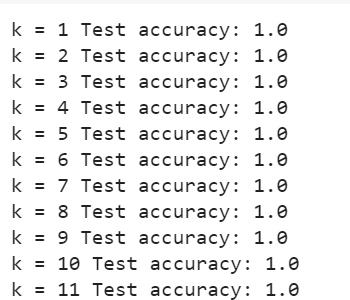 k = 1 Test accuracy: 1.0
k = 2 Test accuracy: 1.0
k = 3 Test accuracy: 1.0
k = 4 Test accuracy: 1.0
k = 5 Test accuracy: 1.0
k = 6 Test accuracy: 1.0
k = 7 Test accuracy: 1.0
k = 8 Test accuracy: 1.0
k = 9 Test accuracy: 1.0
k = 10 Test accuracy: 1.0
k = 11 Test accuracy: 1.0